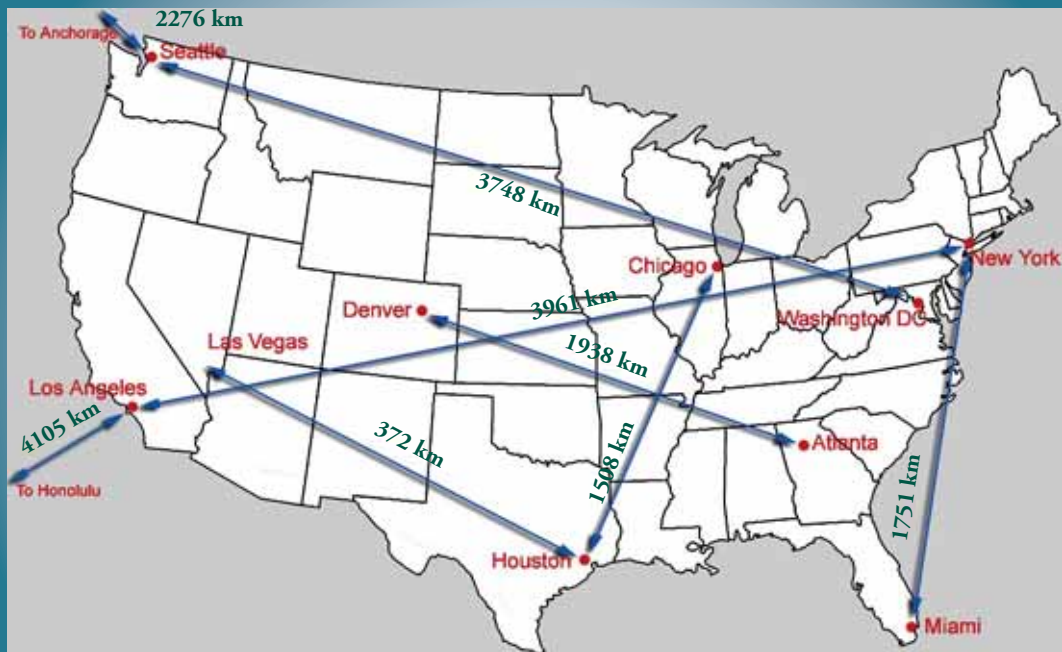 2276 km
To Anchorage
Seattle
3748 km
Chicago
New York
3961 km
Denver
Washington DC
Las Vegas
1938 km
Los Angeles
4105 km
372 km
Atlanta
1508 km
1751 km
To Honolulu
Houston
Miami